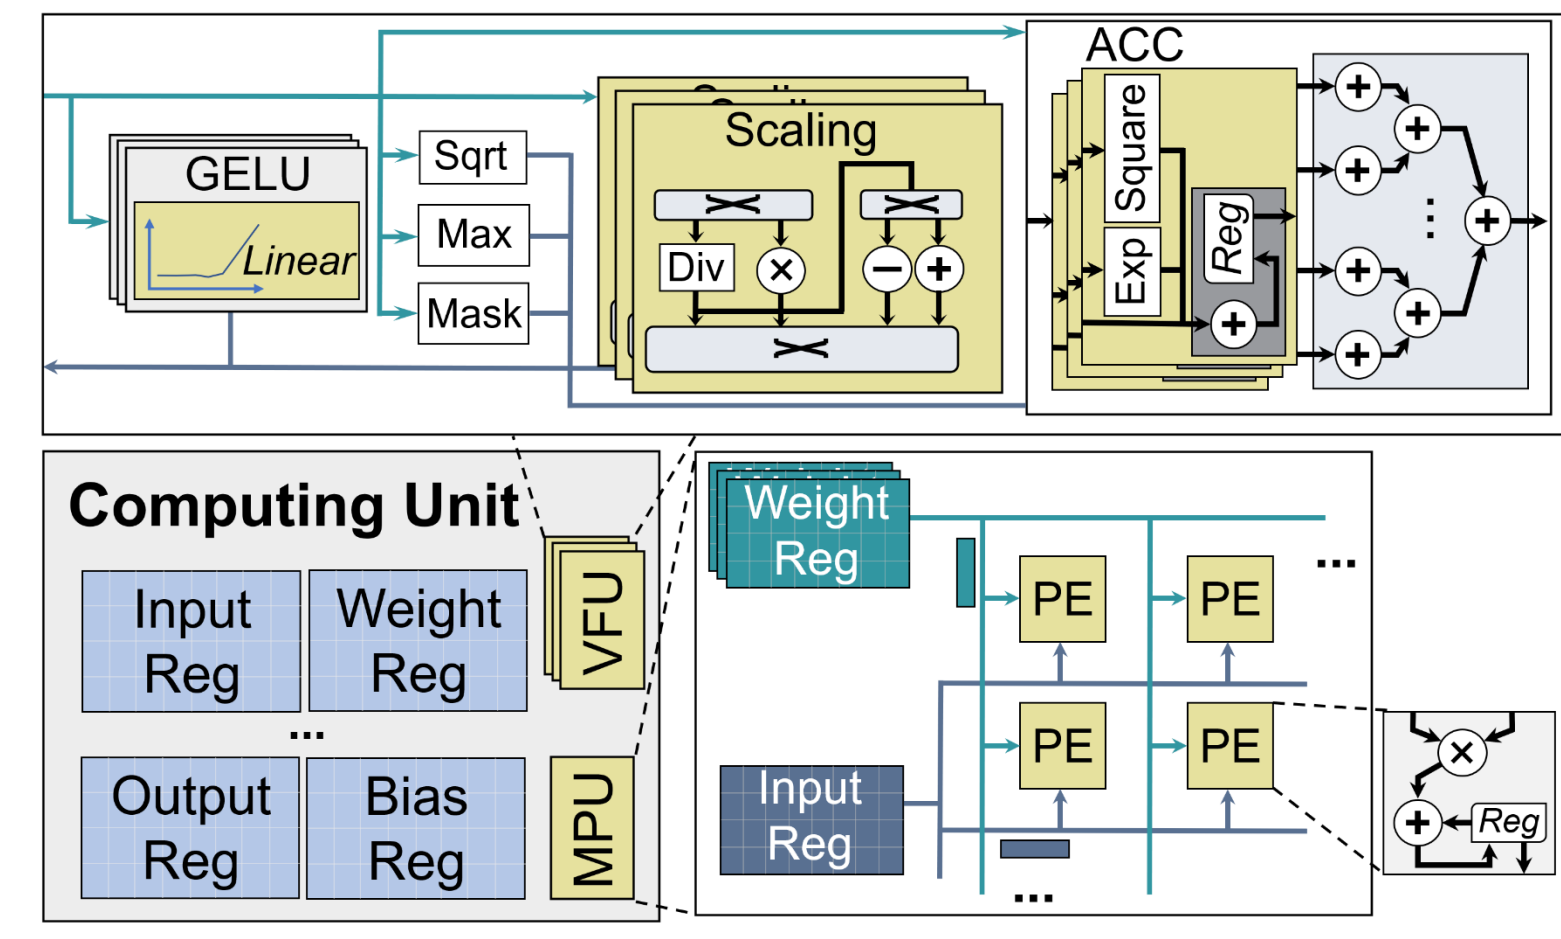 ACC
GELU
Linear
Sqrt
Max
Mask
Scaling
Div
×
−
+
Square
Exp
Reg
+
+
+
+
+
+
+
+
...
Computing Unit
Input
Reg
Weight
Reg
...
Output
Reg
Bias
Reg
VFU
MPU
Weight
Reg
PE
PE
...
PE
PE
Input
Reg
...
×
+
Reg